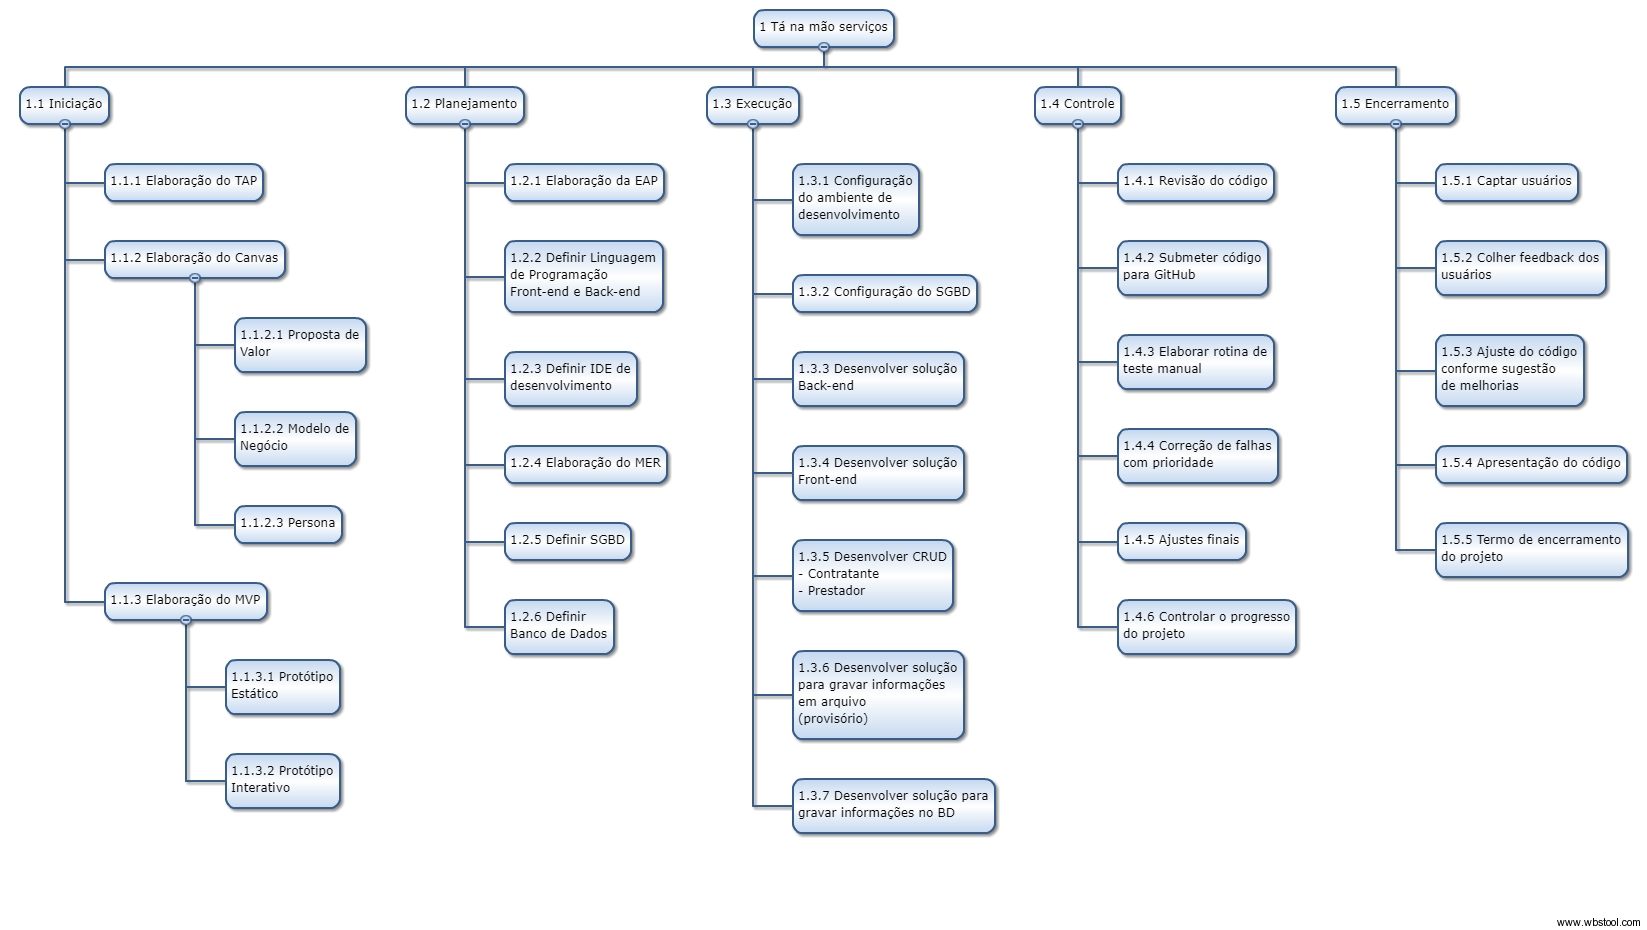 1 Tá na mão serviços
1.1 Iniciação
1.1.1 Elaboração do TAP
1.1.2 Elaboração do Canvas
1.1.2.1 Proposta de
Valor
1.1.2.2 Modelo de
Negócio
1.1.2.3 Persona
1.1.3 Elaboração do MVP
1.1.3.1 Protótipo
Estático
1.1.3.2 Protótipo
Interativo
1.2 Planejamento
1.2.1 Elaboração da EAP
1.2.2 Definir Linguagem
de Programação
Front-end e Back-end
1.2.3 Definir IDE de
desenvolvimento
1.2.4 Elaboração do MER
1.2.5 Definir SGBD
1.2.6 Definir
Banco de Dados
1.3 Execução
1.3.1 Configuração
do ambiente de
desenvolvimento
1.3.2 Configuração do SGBD
1.3.3 Desenvolver solução
Back-end
1.3.4 Desenvolver solução
Front-end
1.3.5 Desenvolver CRUD
- Contratante
- Prestador
1.3.6 Desenvolver solução
para gravar informações
em arquivo
(provisório)
1.3.7 Desenvolver solução para
gravar informações no BD
1.4 Controle
1.4.1 Revisão do código
1.4.2 Submeter código
para GitHub
1.4.3 Elaborar rotina de
teste manual
1.4.4 Correção de falhas
com prioridade
1.4.5 Ajustes finais
1.4.6 Controlar o progresso
do projeto
1.5 Encerramento
1.5.1 Captar usuários
1.5.2 Colher feedback dos
usuários
1.5.3 Ajuste do código
conforme sugestão
de melhorias
1.5.4 Apresentação do código
1.5.5 Termo de encerramento
do projeto
www.wbstool.com